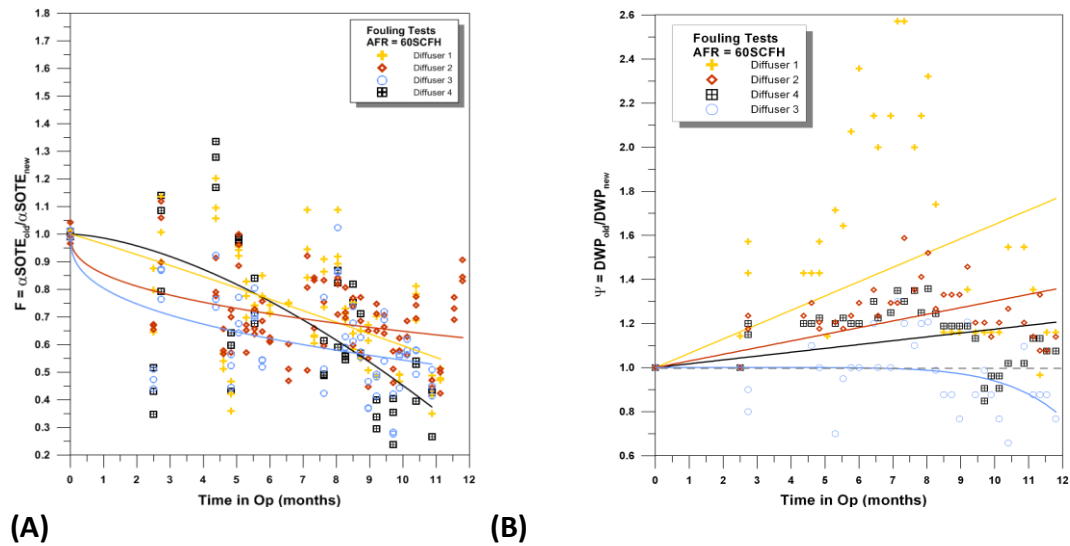 1.8
1.7
1.6
1.5
1.4
1.3
1.2
1.1
1.0
0.9
0.8
0.7
0.6
0.5
0.4
0.3
0.2
F = αSOTEold/αSOTEnew
Fouling Tests
AFR = 60SCFH
Diffuser 1
Diffuser 2
Diffuser 3
Diffuser 4
0 1 2 3 4 5 6 7 8 9 10 11 12
Time in Op (months)
(A)
2.6
2.4
2.2
2.0
1.8
1.6
1.4
1.2
1.0
0.8
0.6
Ψ = DWPold/DWPnew
Fouling Tests
AFR = 60SCFH
Diffuser 1
Diffuser 2
Diffuser 4
Diffuser 3
0 1 2 3 4 5 6 7 8 9 10 11 12
Time in Op (months)
(B)